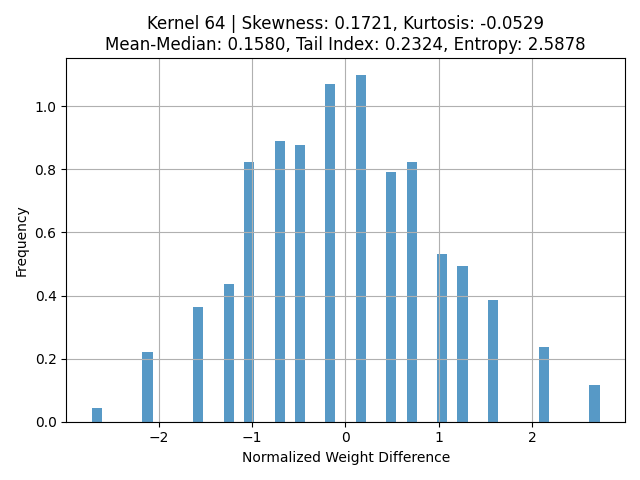 Kernel 64 | Skewness: 0.1721, Kurtosis: -0.0529
Mean-Median: 0.1580, Tail Index: 0.2324, Entropy: 2.5878
1.0
0.8
0.6
0.4
0.2
0.0
Frequency
−2
−1
0
1
2
Normalized Weight Difference